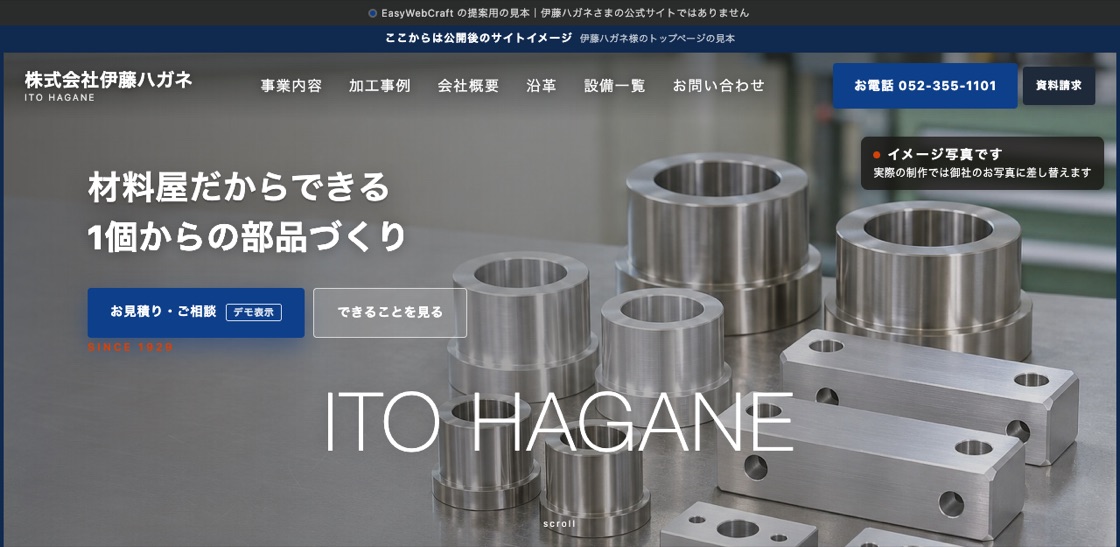 EasyWebCraft の提案用の見本｜伊藤ハガネさまの公式サイトではありません
ここからは公開後のサイトイメージ 伊藤ハガネ様のトップページの見本
株式会社伊藤ハガネ
ITO HAGANE
事業内容 加工事例 会社概要 沿革 設備一覧 お問い合わせ
お電話 052-355-1101 資料請求
イメージ写真です
実際の制作では御社のお写真に差し替えます
材料屋だからできる
1個からの部品づくり
お見積り・ご相談 デモ表示 できることを見る
SINCE
ITO HAGANE
scroll